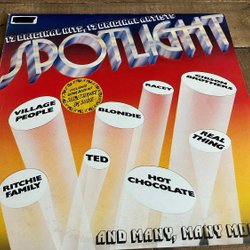 12 ORIGINAL HITS, 12 ORIGINAL ARTISTS
SPOTLIGHT
GIBSON
BROTHERS
RACEY
VILLAGE
PEOPLE
BLONDIE
REAL
THING
TED
HOT
CHOCOLATE
RITCHIE
FAMILY
AND MANY, MANY MO